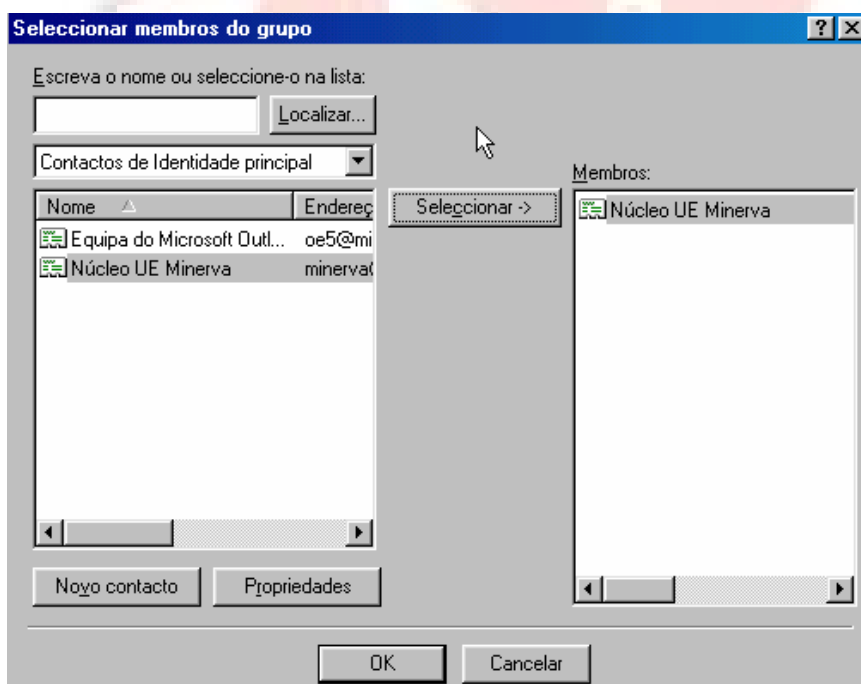 Seleccionar membros do grupo
Escreva o nome ou seleccione-o na lista:
Localizar...
Contactos de Identidade principal
Membros:
Nome Endereç
Seleccionar ->
Núcleo UE Minerva
Equipa do Microsoft Outl... oe5@mi
Núcleo UE Minerva minerva@
Novo contacto Propriedades
OK Cancelar